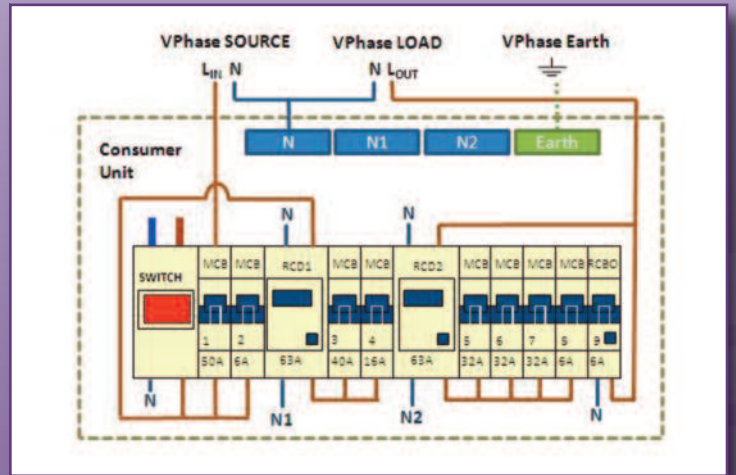 VPhase SOURCE VPhase LOAD VPhase Earth
LIN N N LOUT
Consumer Unit
N N1 N2 Earth
N N
SWITCH MCB MCB RCD1 MCB MCB RCD2 MCB MCB MCB MCB RCBO
1 2 3 4 5 6 7 8 9
50A 6A 63A 40A 16A 63A 32A 32A 32A 6A 6A
N N1 N2 N